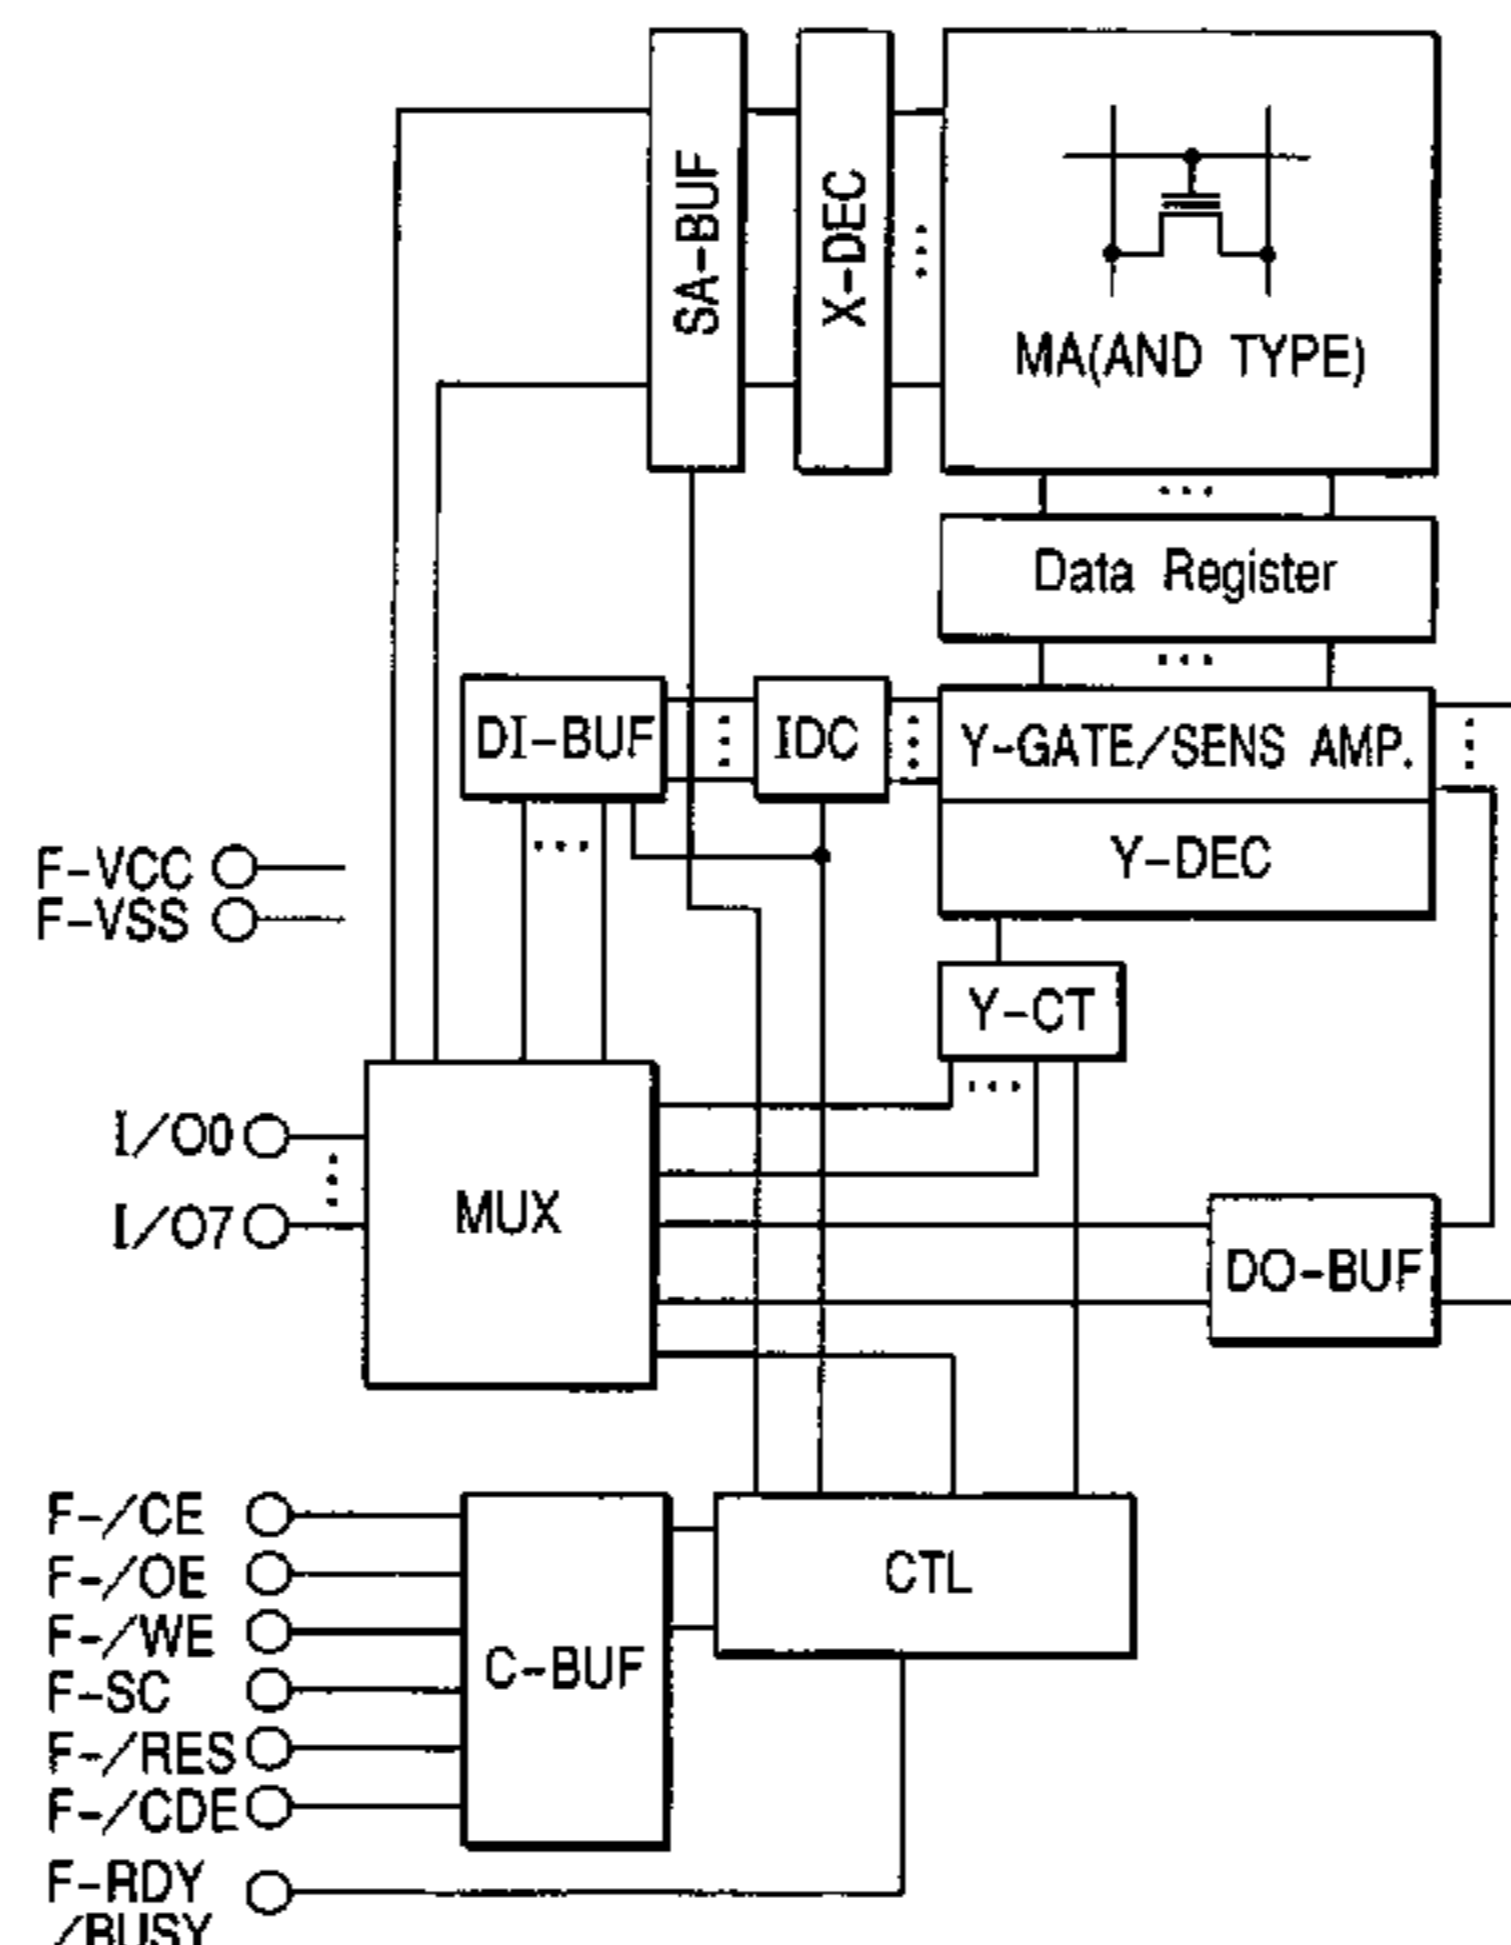 SA-BUF
X-DEC
MA(AND TYPE)
Data Register
DI-BUF
IDC
Y-GATE/SENS AMP.
Y-DEC
F-VCC
F-VSS
Y-CT
I/O0
I/O7
MUX
DO-BUF
F-/CE
F-/OE
F-/WE
F-SC
F-/RES
F-/CDE
C-BUF
CTL
F-RDY
/BUSY